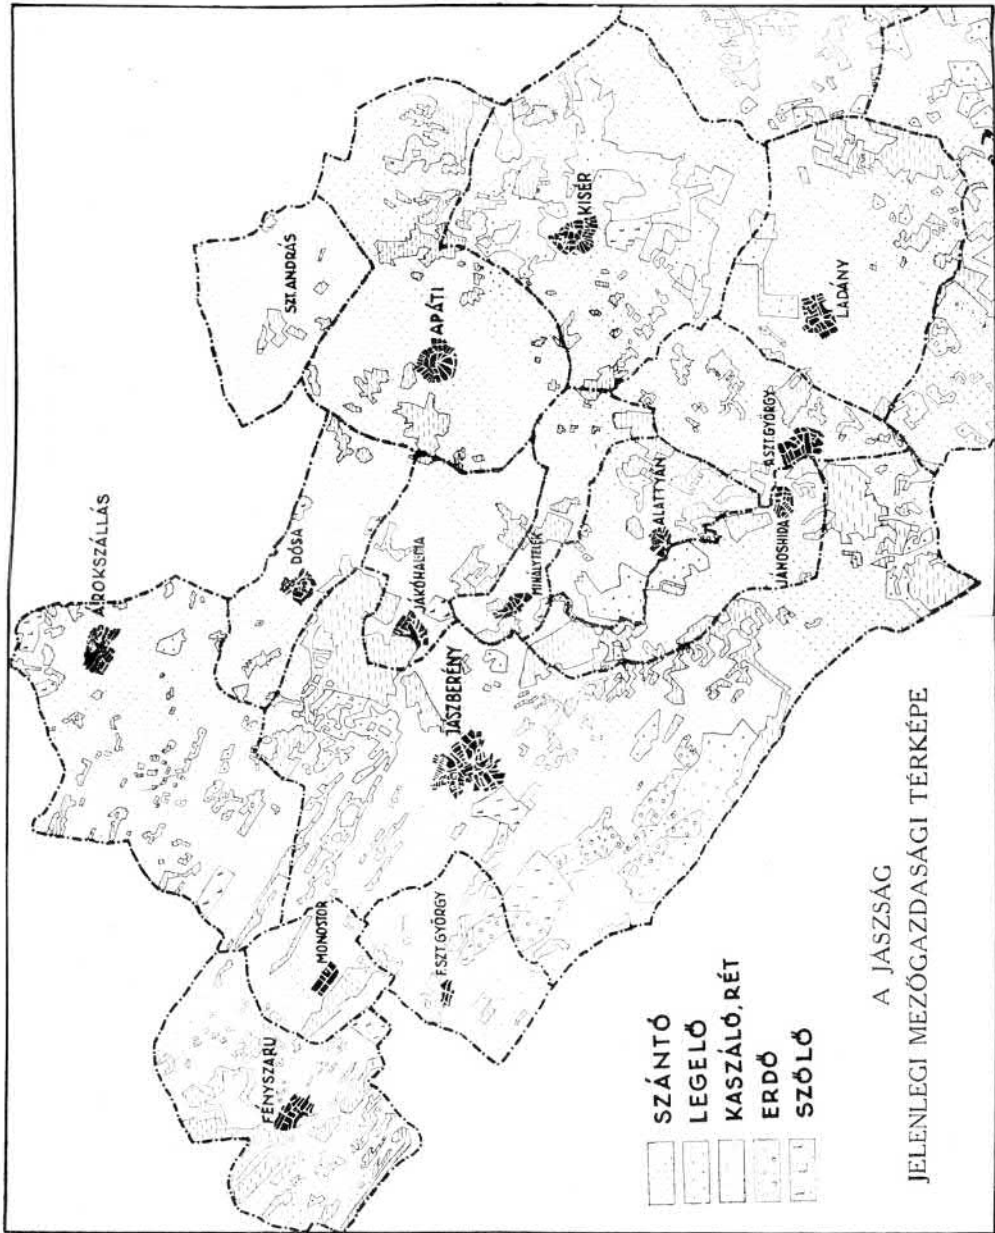 FÉNYSZARU
MONOSTOR
F.SZT.GYÖRGY
ÁROKSZÁLLÁS
DÓSA
SZT.ANDRÁS
JÁKÓHALMA
JÁSZBERÉNY
MIHÁLYTELEK
APÁTI
KISÉR
ALATTYÁN
JÁNOSHIDA
A.SZT.GYÖRGY
LADÁNY
SZÁNTÓ
LEGELŐ
KASZÁLÓ, RÉT
ERDŐ
SZŐLŐ
A JÁSZSÁG
JELENLEGI MEZŐGAZDASÁGI TÉRKÉPE